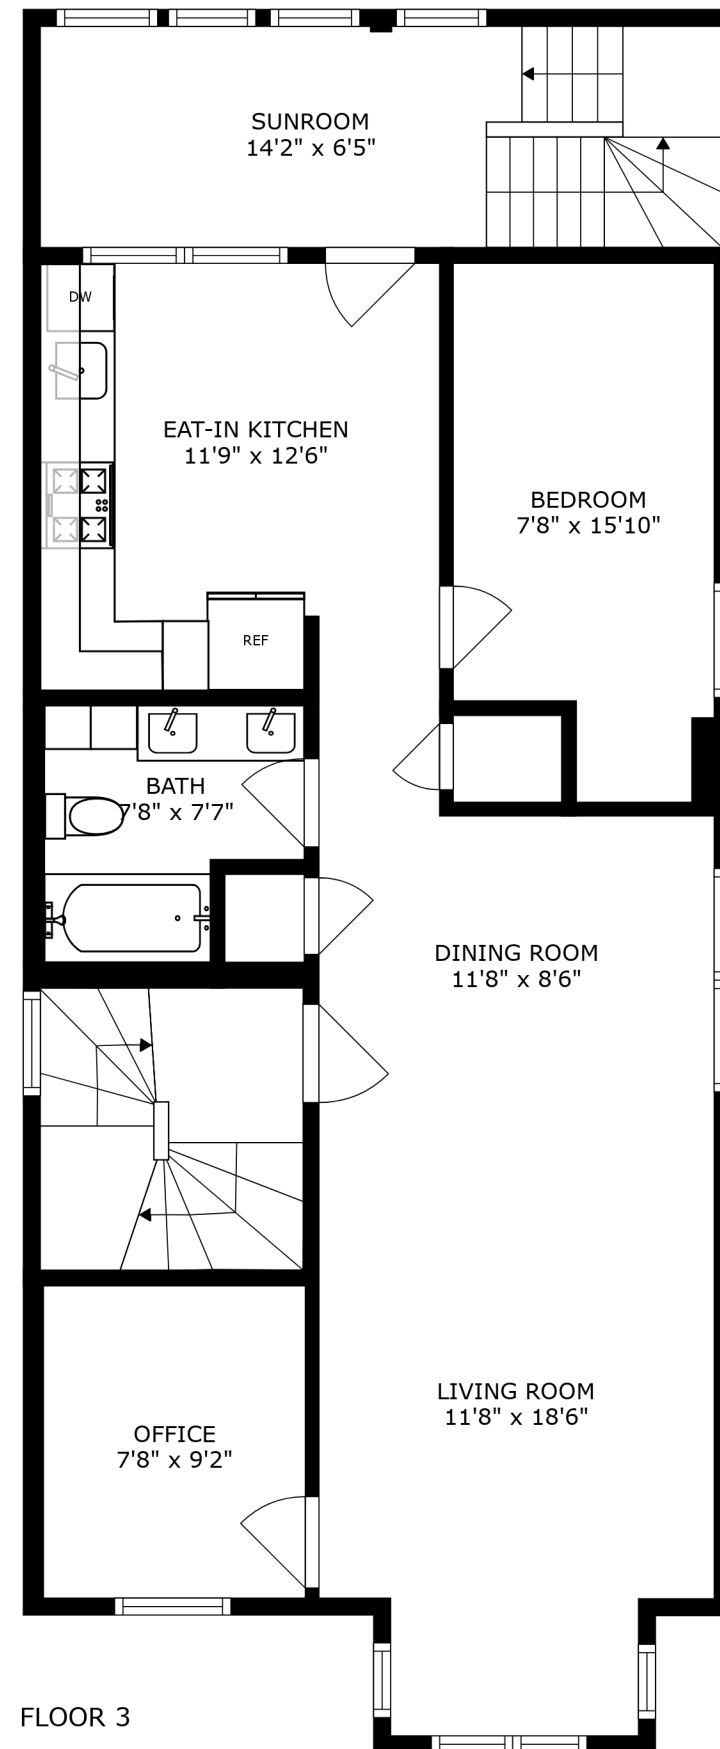 SUNROOM
14'2" x 6'5"
DW
EAT-IN KITCHEN
11'9" x 12'6"
BEDROOM
7'8" x 15'10"
REF
BATH
7'8" x 7'7"
DINING ROOM
11'8" x 8'6"
LIVING ROOM
11'8" x 18'6"
OFFICE
7'8" x 9'2"
FLOOR 3